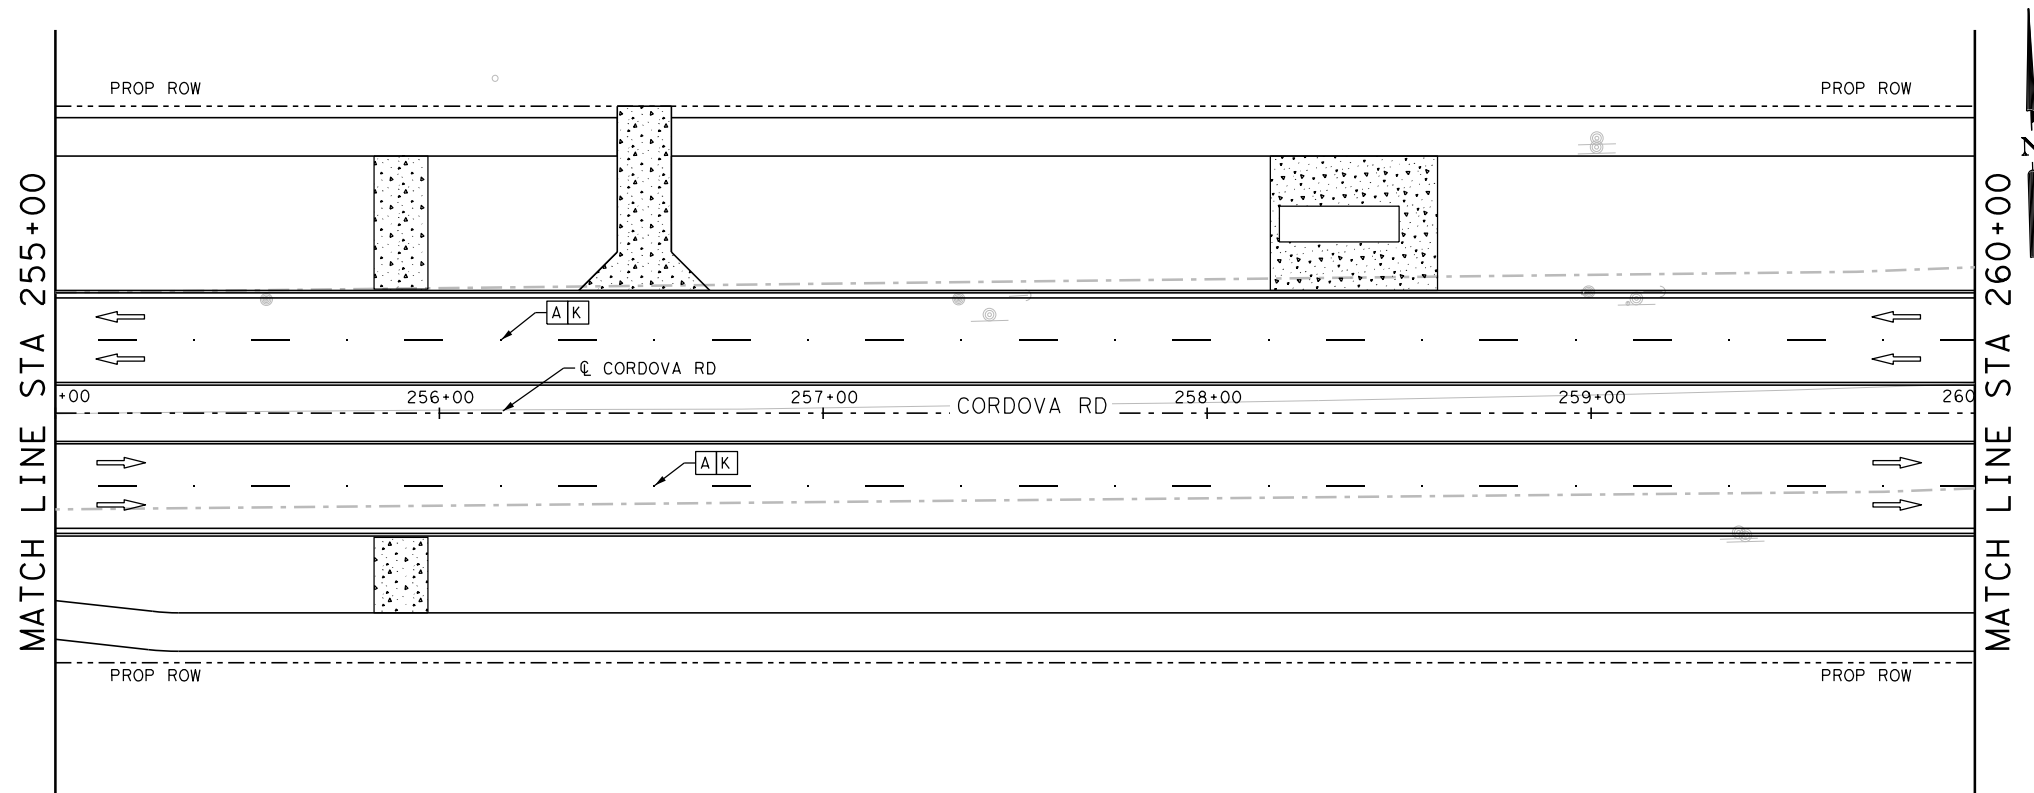 PROP ROW
PROP ROW
N
MATCH LINE STA 255+00
MATCH LINE STA 260+00
A K
℄ CORDOVA RD
+00
256+00
257+00
CORDOVA RD
258+00
259+00
260
A K
PROP ROW
PROP ROW